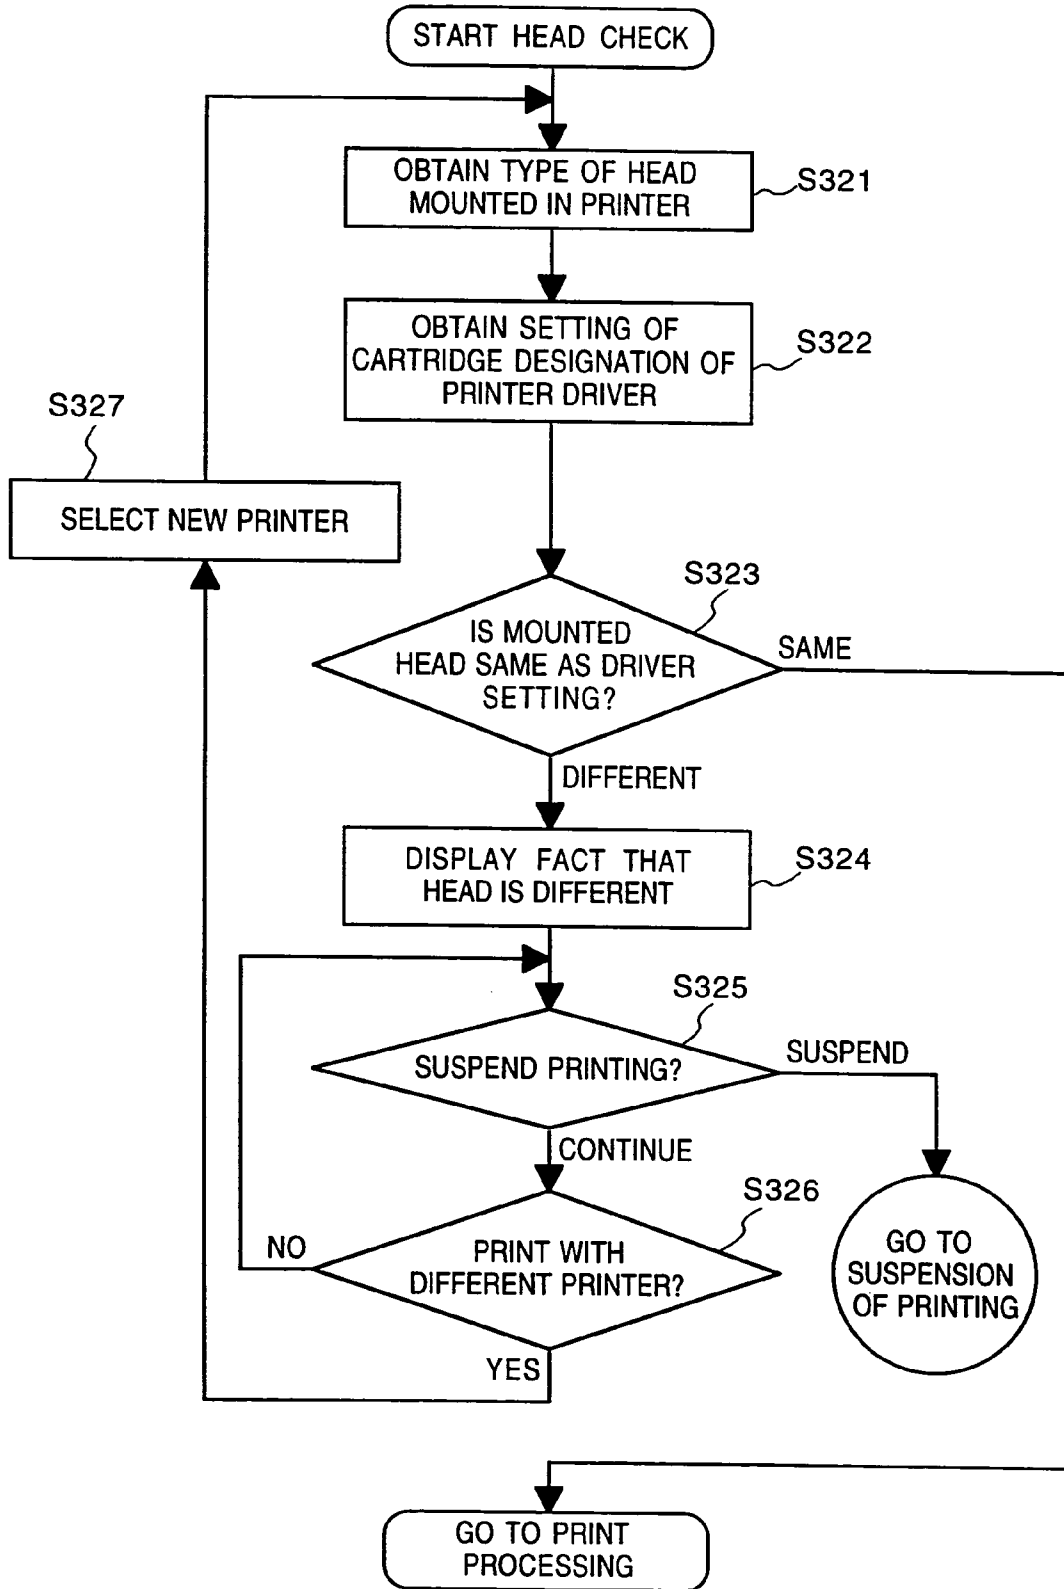 START HEAD CHECK
OBTAIN TYPE OF HEAD
MOUNTED IN PRINTER
S321
OBTAIN SETTING OF
CARTRIDGE DESIGNATION OF
PRINTER DRIVER
S322
S327
SELECT NEW PRINTER
S323
IS MOUNTED
HEAD SAME AS DRIVER
SETTING?
SAME
DIFFERENT
DISPLAY FACT THAT
HEAD IS DIFFERENT
S324
S325
SUSPEND PRINTING?
SUSPEND
CONTINUE
S326
NO
PRINT WITH
DIFFERENT PRINTER?
YES
GO TO
SUSPENSION
OF PRINTING
GO TO PRINT
PROCESSING